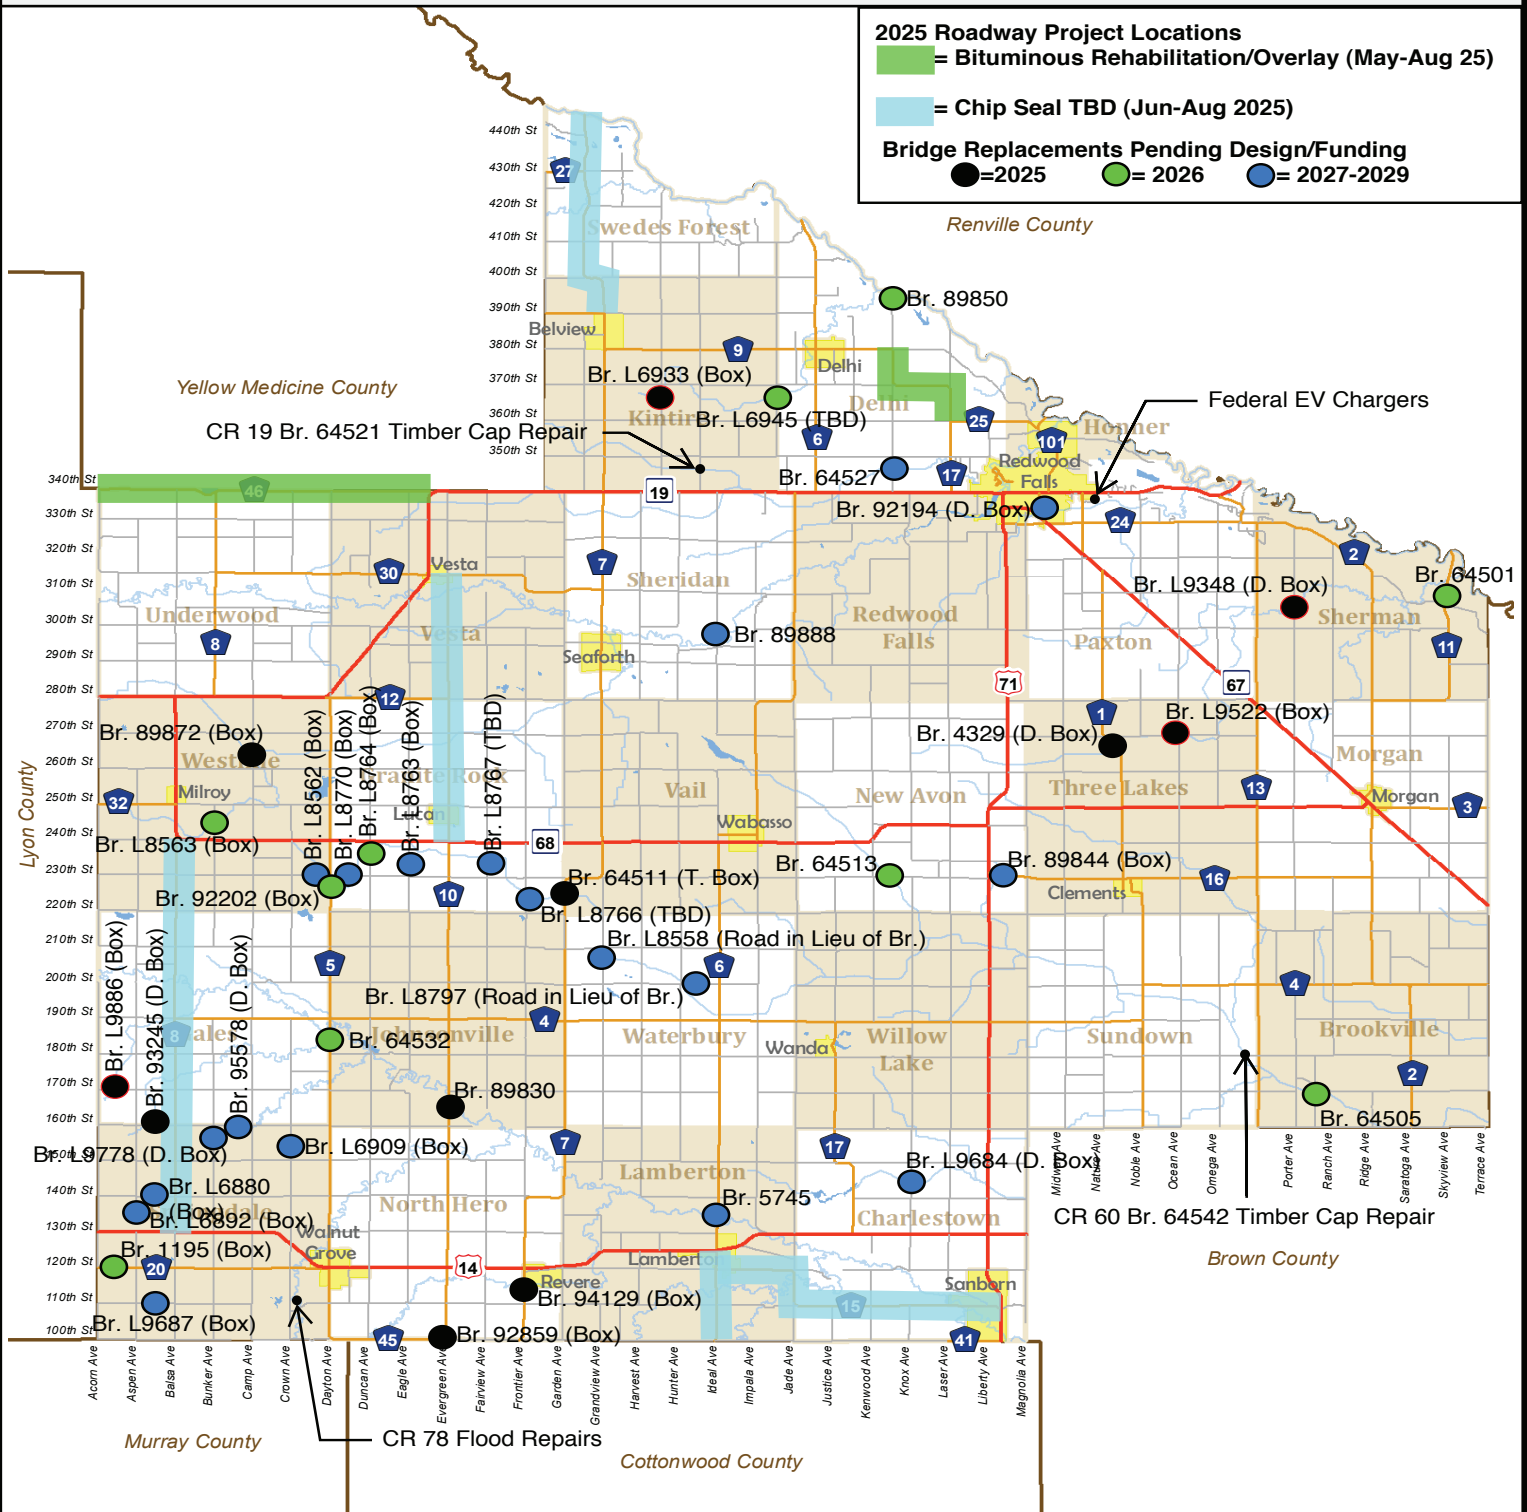 2025 Roadway Project Locations
= Bituminous Rehabilitation/Overlay (May-Aug 25)
= Chip Seal TBD (Jun-Aug 2025)
Bridge Replacements Pending Design/Funding
=2025
= 2026
= 2027-2029
Renville County
Yellow Medicine County
Lyon County
Murray County
Cottonwood County
Brown County
440th St
430th St
420th St
410th St
400th St
390th St
380th St
370th St
360th St
350th St
340th St
330th St
320th St
310th St
300th St
290th St
280th St
270th St
260th St
250th St
240th St
230th St
220th St
210th St
200th St
190th St
180th St
170th St
160th St
150th St
140th St
130th St
120th St
110th St
100th St
27
Swedes Forest
Br. 89850
Belview
9
Delhi
Br. L6933 (Box)
Kintire
Br. L6945 (TBD)
Delhi
25
6
101
Honner
Federal EV Chargers
CR 19 Br. 64521 Timber Cap Repair
Br. 64527
17
Redwood
Falls
46
19
Br. 92194 (D. Box)
24
2
30
Vesta
7
Sheridan
Br. L9348 (D. Box)
Br. 64501
Underwood
8
Vesta
Br. 89888
Seaforth
Redwood
Falls
Paxton
Sherman
11
12
71
67
Br. 89872 (Box)
1
Br. L9522 (Box)
Br. 4329 (D. Box)
Br. L8562 (Box)
Br. L8770 (Box)
Br. L8764 (Box)
Br. L8763 (Box)
Br. L8767 (TBD)
Granite Rock
Vail
New Avon
Three Lakes
Morgan
13
32
Milroy
Lucan
Wabasso
Morgan
3
Br. L8563 (Box)
68
Br. 64513
Br. 89844 (Box)
Br. 64511 (T. Box)
Br. 92202 (Box)
10
Clements
16
Br. L8766 (TBD)
Br. L8558 (Road in Lieu of Br.)
Br. L9886 (Box)
Br. 93245 (D. Box)
Br. 95578 (D. Box)
5
6
Br. L8797 (Road in Lieu of Br.)
4
4
8
Johnsonville
Br. 64532
Waterbury
Wanda
Willow
Lake
Sundown
Brookville
2
Br. 89830
Br. 64505
Br. L9778 (D. Box)
Br. L6909 (Box)
7
17
Br. L9684 (D. Box)
Lamberton
Br. L6880
(Box)
Br. L6892 (Box)
North Hero
Br. 5745
Charlestown
CR 60 Br. 64542 Timber Cap Repair
Walnut
Grove
Br. 1195 (Box)
20
14
Lamberton
Revere
Sanborn
Br. 94129 (Box)
15
Br. L9687 (Box)
45
Br. 92859 (Box)
41
CR 78 Flood Repairs
Acorn Ave
Aspen Ave
Balsa Ave
Bunker Ave
Camp Ave
Crown Ave
Dayton Ave
Duncan Ave
Eagle Ave
Evergreen Ave
Fairview Ave
Frontier Ave
Garden Ave
Grandview Ave
Harvest Ave
Hunter Ave
Ideal Ave
Impala Ave
Jade Ave
Justice Ave
Kenwood Ave
Knox Ave
Laser Ave
Liberty Ave
Magnolia Ave
Midway Ave
Nature Ave
Noble Ave
Ocean Ave
Omega Ave
Porter Ave
Ranch Ave
Ridge Ave
Saratoga Ave
Skyview Ave
Terrace Ave